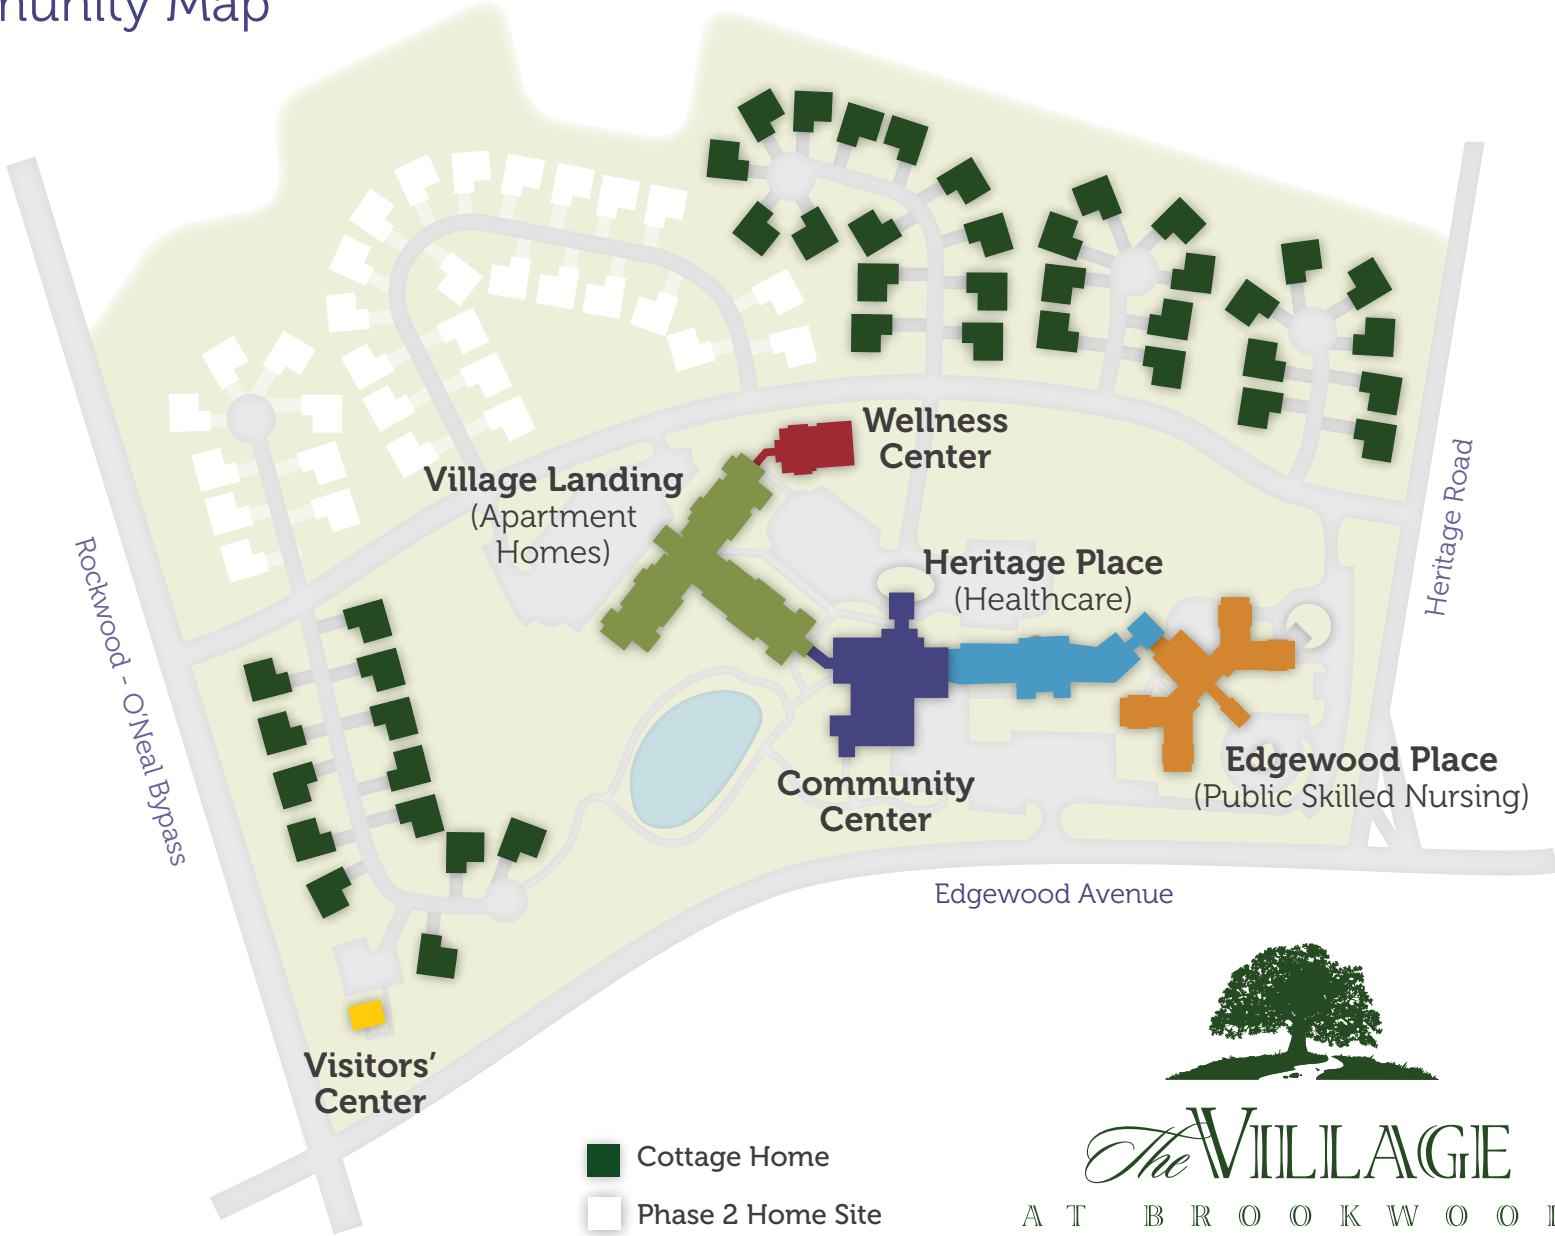 munity Map
Wellness
Center
Village Landing
(Apartment
Homes)
Heritage Place
(Healthcare)
Heritage Road
Rockwood - O'Neal Bypass
Edgewood Place
(Public Skilled Nursing)
Community
Center
Edgewood Avenue
Visitors'
Center
Cottage Home
Phase 2 Home Site
The VILLAGE
AT BROOKWOO